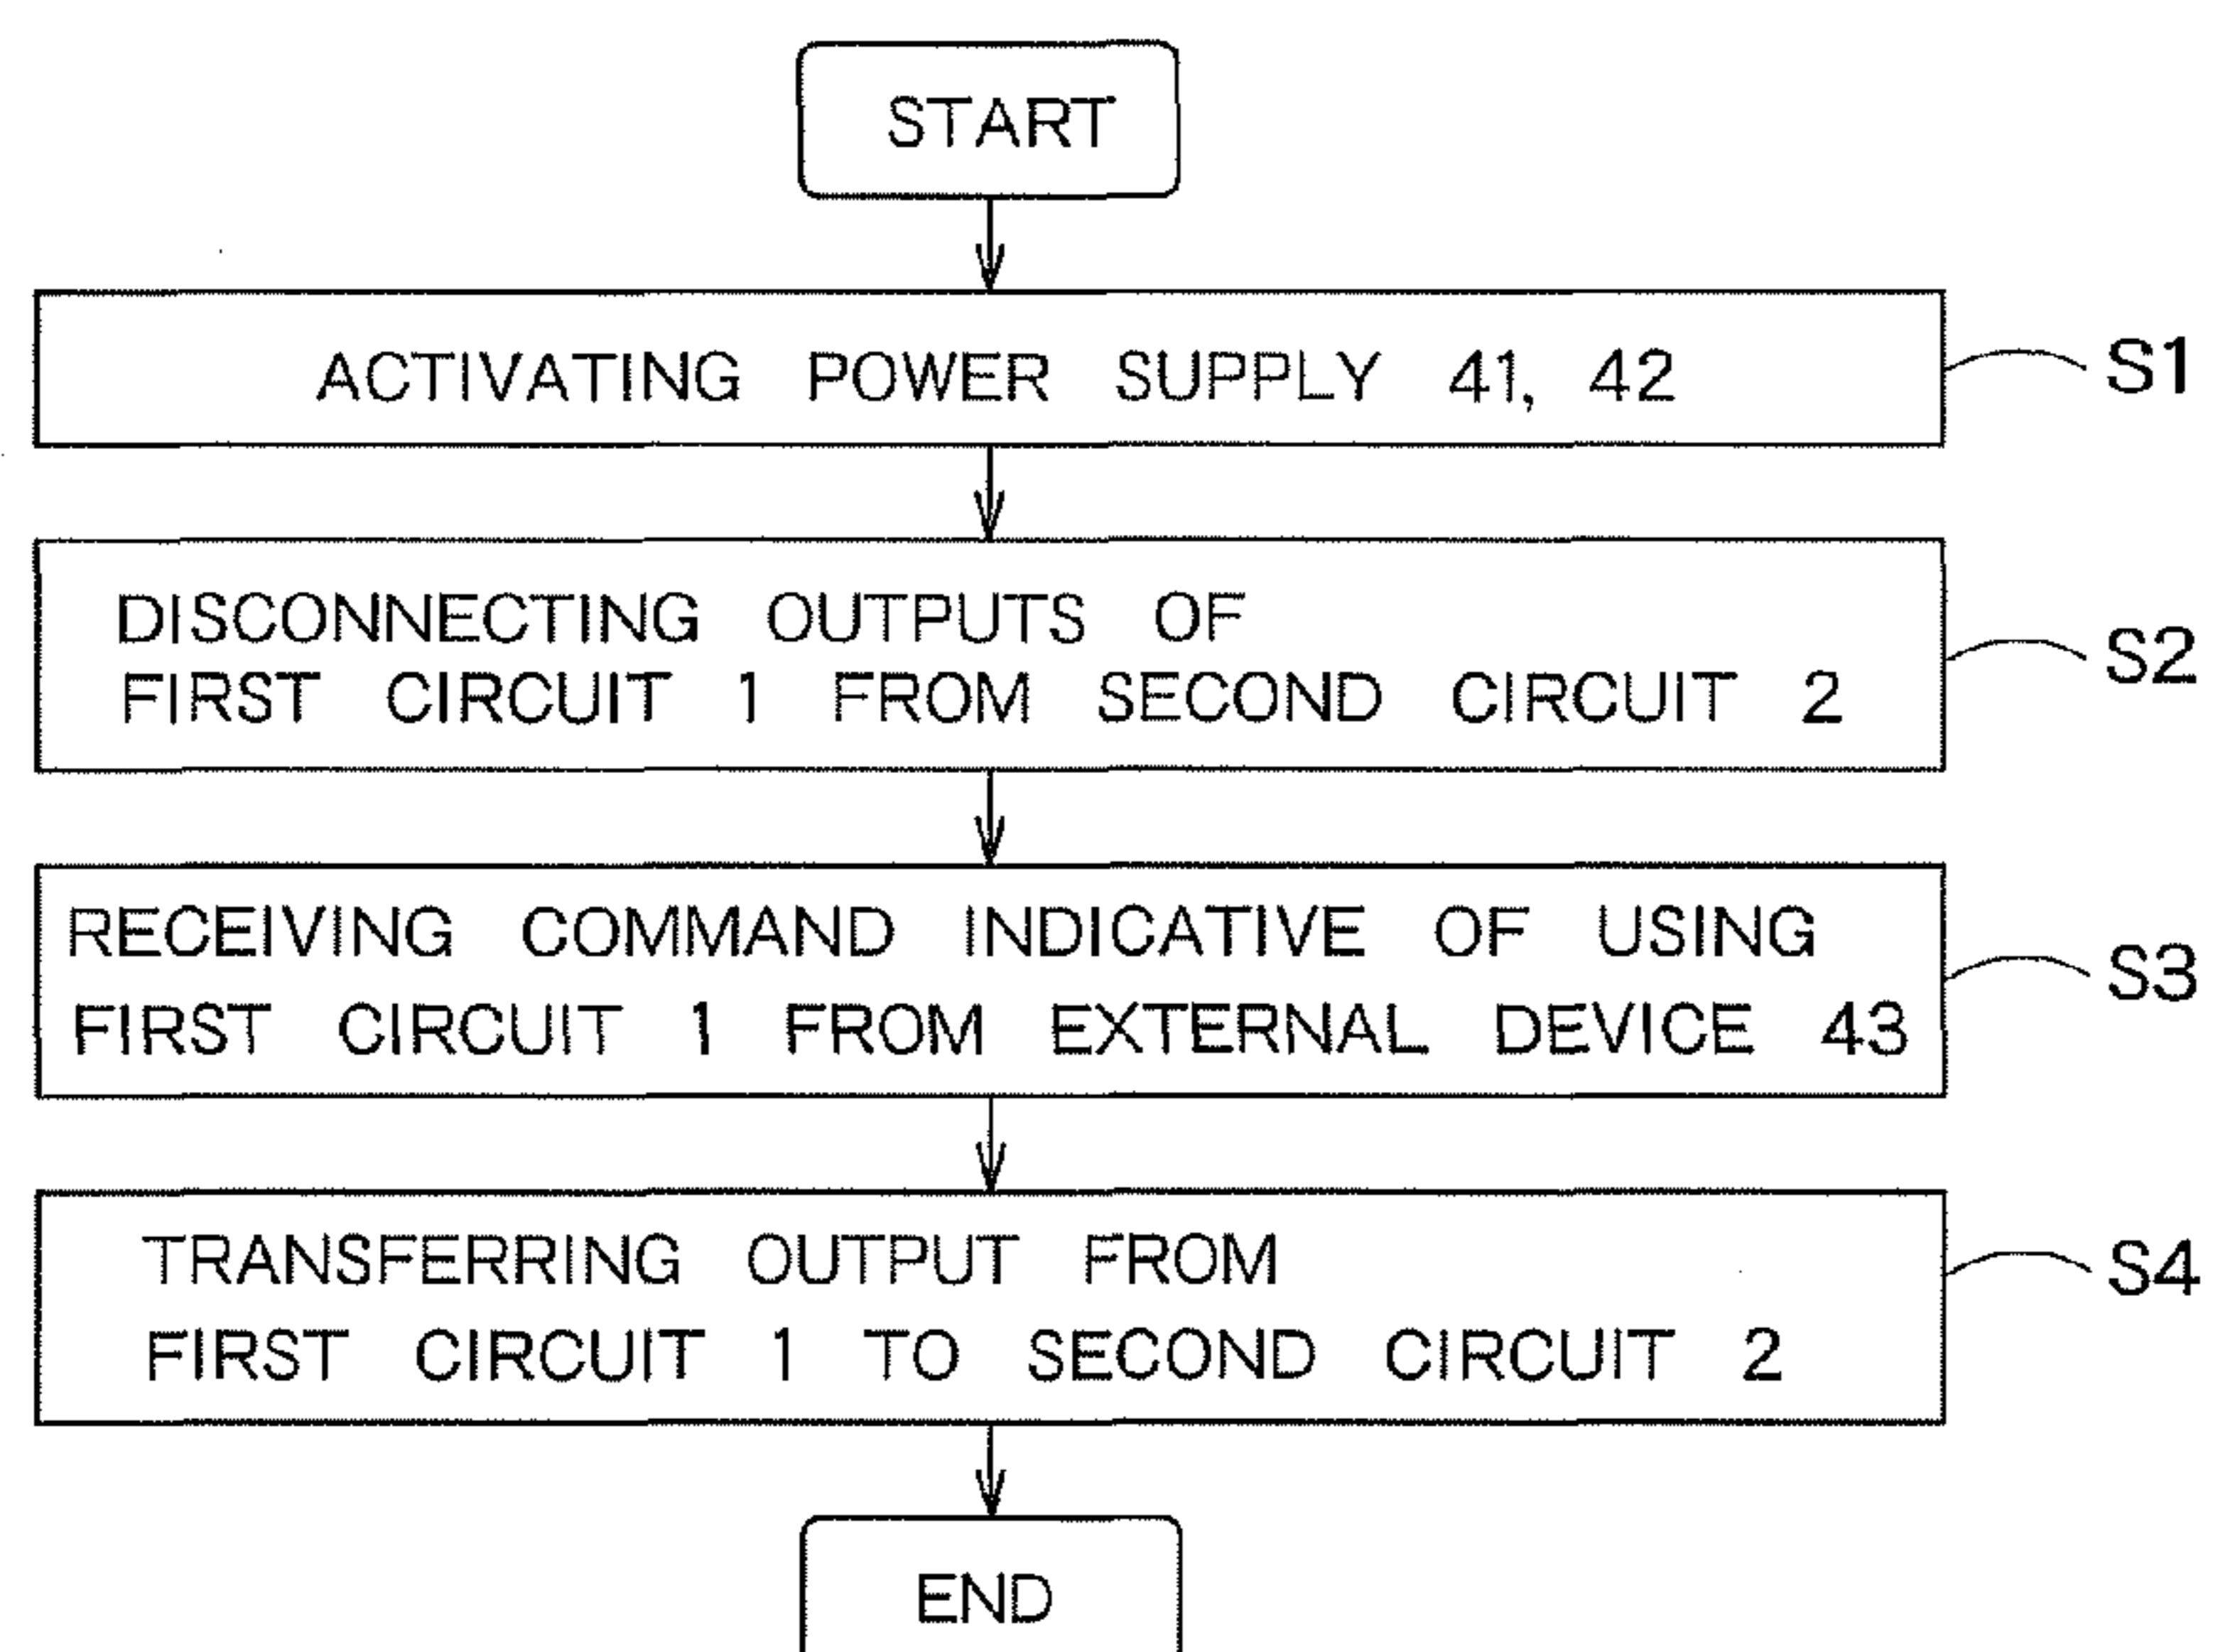 START
ACTIVATING POWER SUPPLY 41, 42
S1
DISCONNECTING OUTPUTS OF
FIRST CIRCUIT 1 FROM SECOND CIRCUIT 2
S2
RECEIVING COMMAND INDICATIVE OF USING
FIRST CIRCUIT 1 FROM EXTERNAL DEVICE 43
S3
TRANSFERRING OUTPUT FROM
FIRST CIRCUIT 1 TO SECOND CIRCUIT 2
S4
END